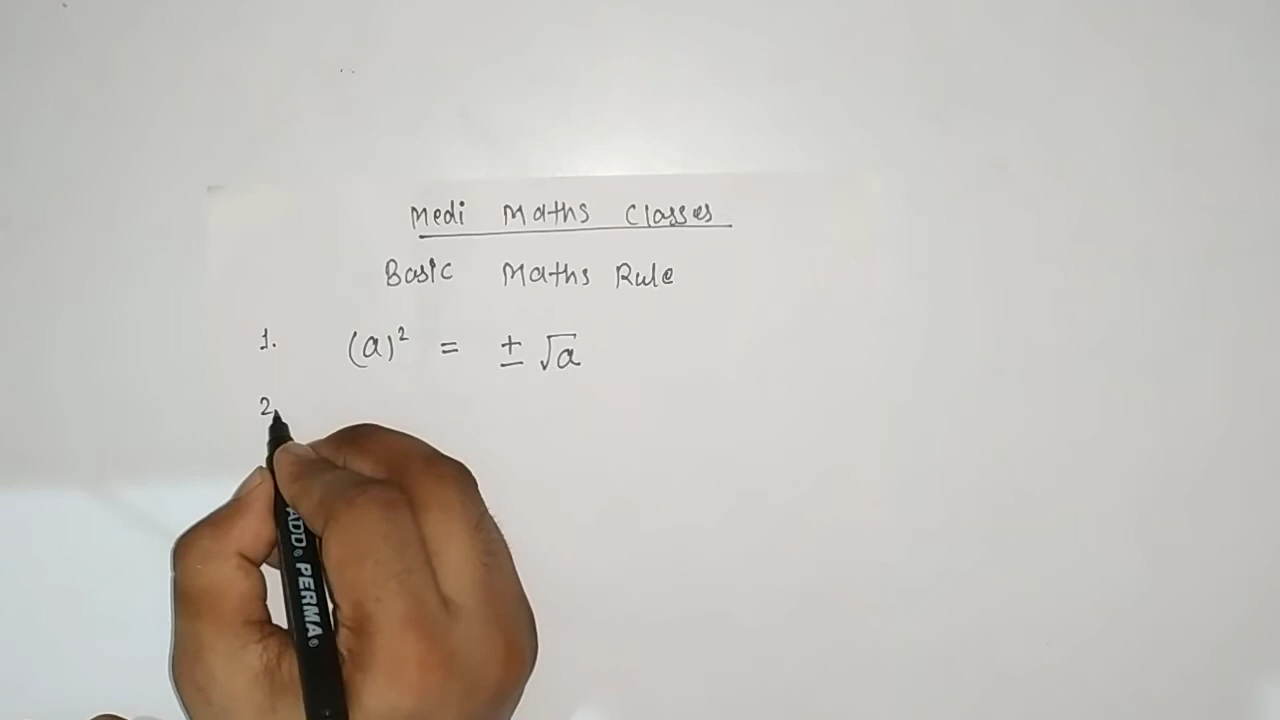 Medi Maths Classes
Basic Maths Rule
1. (a)² = ± √a
2.
ADD® PERMA®